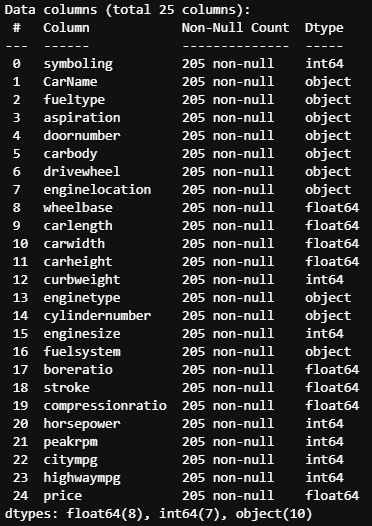 Data columns (total 25 columns):
#   Column            Non-Null Count  Dtype
---  ------            --------------  -----
0   symboling         205 non-null    int64
1   CarName           205 non-null    object
2   fueltype          205 non-null    object
3   aspiration        205 non-null    object
4   doornumber        205 non-null    object
5   carbody           205 non-null    object
6   drivewheel        205 non-null    object
7   enginelocation    205 non-null    object
8   wheelbase         205 non-null    float64
9   carlength         205 non-null    float64
10  carwidth          205 non-null    float64
11  carheight         205 non-null    float64
12  curbweight        205 non-null    int64
13  enginetype        205 non-null    object
14  cylindernumber    205 non-null    object
15  enginesize        205 non-null    int64
16  fuelsystem        205 non-null    object
17  boreratio         205 non-null    float64
18  stroke            205 non-null    float64
19  compressionratio  205 non-null    float64
20  horsepower        205 non-null    int64
21  peakrpm           205 non-null    int64
22  citympg           205 non-null    int64
23  highwaympg        205 non-null    int64
24  price             205 non-null    float64
dtypes: float64(8), int64(7), object(10)